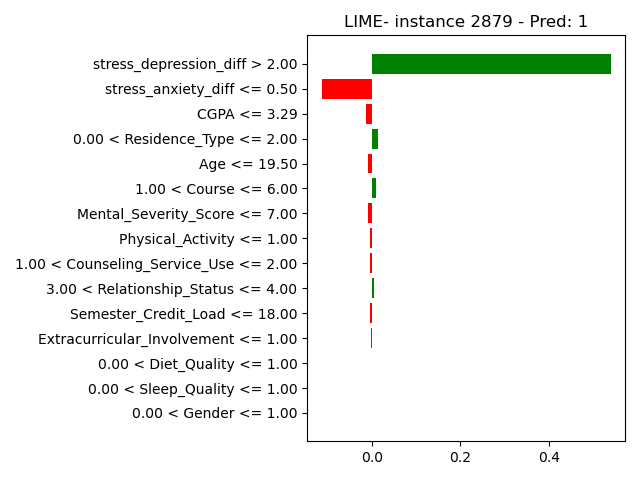 LIME- instance 2879 - Pred: 1
stress_depression_diff > 2.00
stress_anxiety_diff <= 0.50
CGPA <= 3.29
0.00 < Residence_Type <= 2.00
Age <= 19.50
1.00 < Course <= 6.00
Mental_Severity_Score <= 7.00
Physical_Activity <= 1.00
1.00 < Counseling_Service_Use <= 2.00
3.00 < Relationship_Status <= 4.00
Semester_Credit_Load <= 18.00
Extracurricular_Involvement <= 1.00
0.00 < Diet_Quality <= 1.00
0.00 < Sleep_Quality <= 1.00
0.00 < Gender <= 1.00
0.0 0.2 0.4